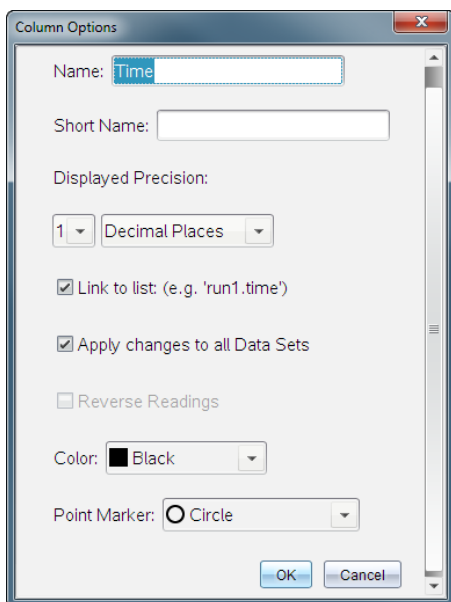 Column Options
Name: Time
Short Name:
Displayed Precision:
1 Decimal Places
Link to list: (e.g. 'run1.time')
Apply changes to all Data Sets
Reverse Readings
Color: Black
Point Marker: Circle
OK Cancel